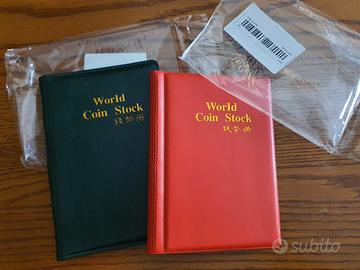 World
Coin Stock
钱币册
World
Coin Stock
钱币册
subito